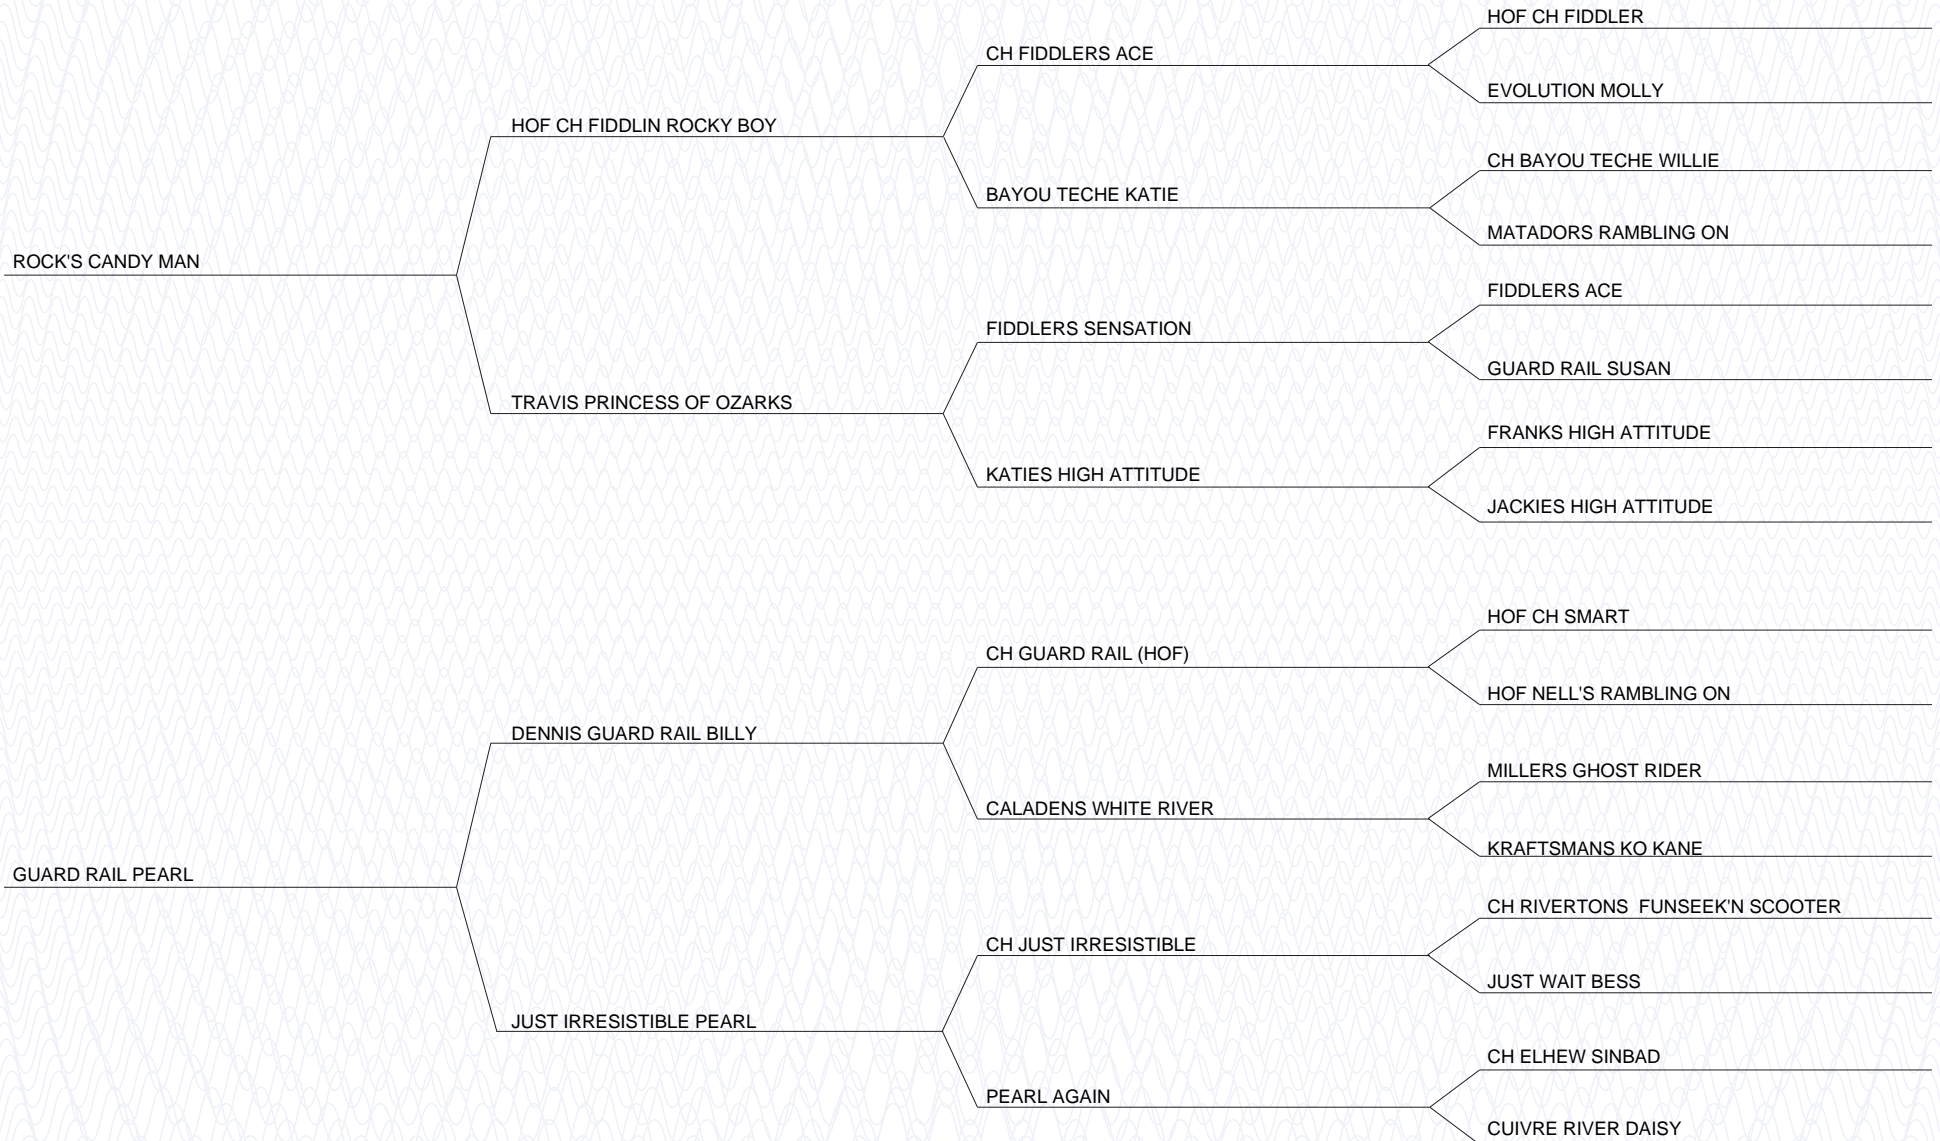 HOF CH FIDDLER
CH FIDDLERS ACE
EVOLUTION MOLLY
HOF CH FIDDLIN ROCKY BOY
CH BAYOU TECHE WILLIE
BAYOU TECHE KATIE
MATADORS RAMBLING ON
ROCK'S CANDY MAN
FIDDLERS ACE
FIDDLERS SENSATION
GUARD RAIL SUSAN
TRAVIS PRINCESS OF OZARKS
FRANKS HIGH ATTITUDE
KATIES HIGH ATTITUDE
JACKIES HIGH ATTITUDE
HOF CH SMART
CH GUARD RAIL (HOF)
HOF NELL'S RAMBLING ON
DENNIS GUARD RAIL BILLY
MILLERS GHOST RIDER
CALADENS WHITE RIVER
KRAFTSMANS KO KANE
GUARD RAIL PEARL
CH RIVERTONS  FUNSEEK'N SCOOTER
CH JUST IRRESISTIBLE
JUST WAIT BESS
JUST IRRESISTIBLE PEARL
CH ELHEW SINBAD
PEARL AGAIN
CUIVRE RIVER DAISY